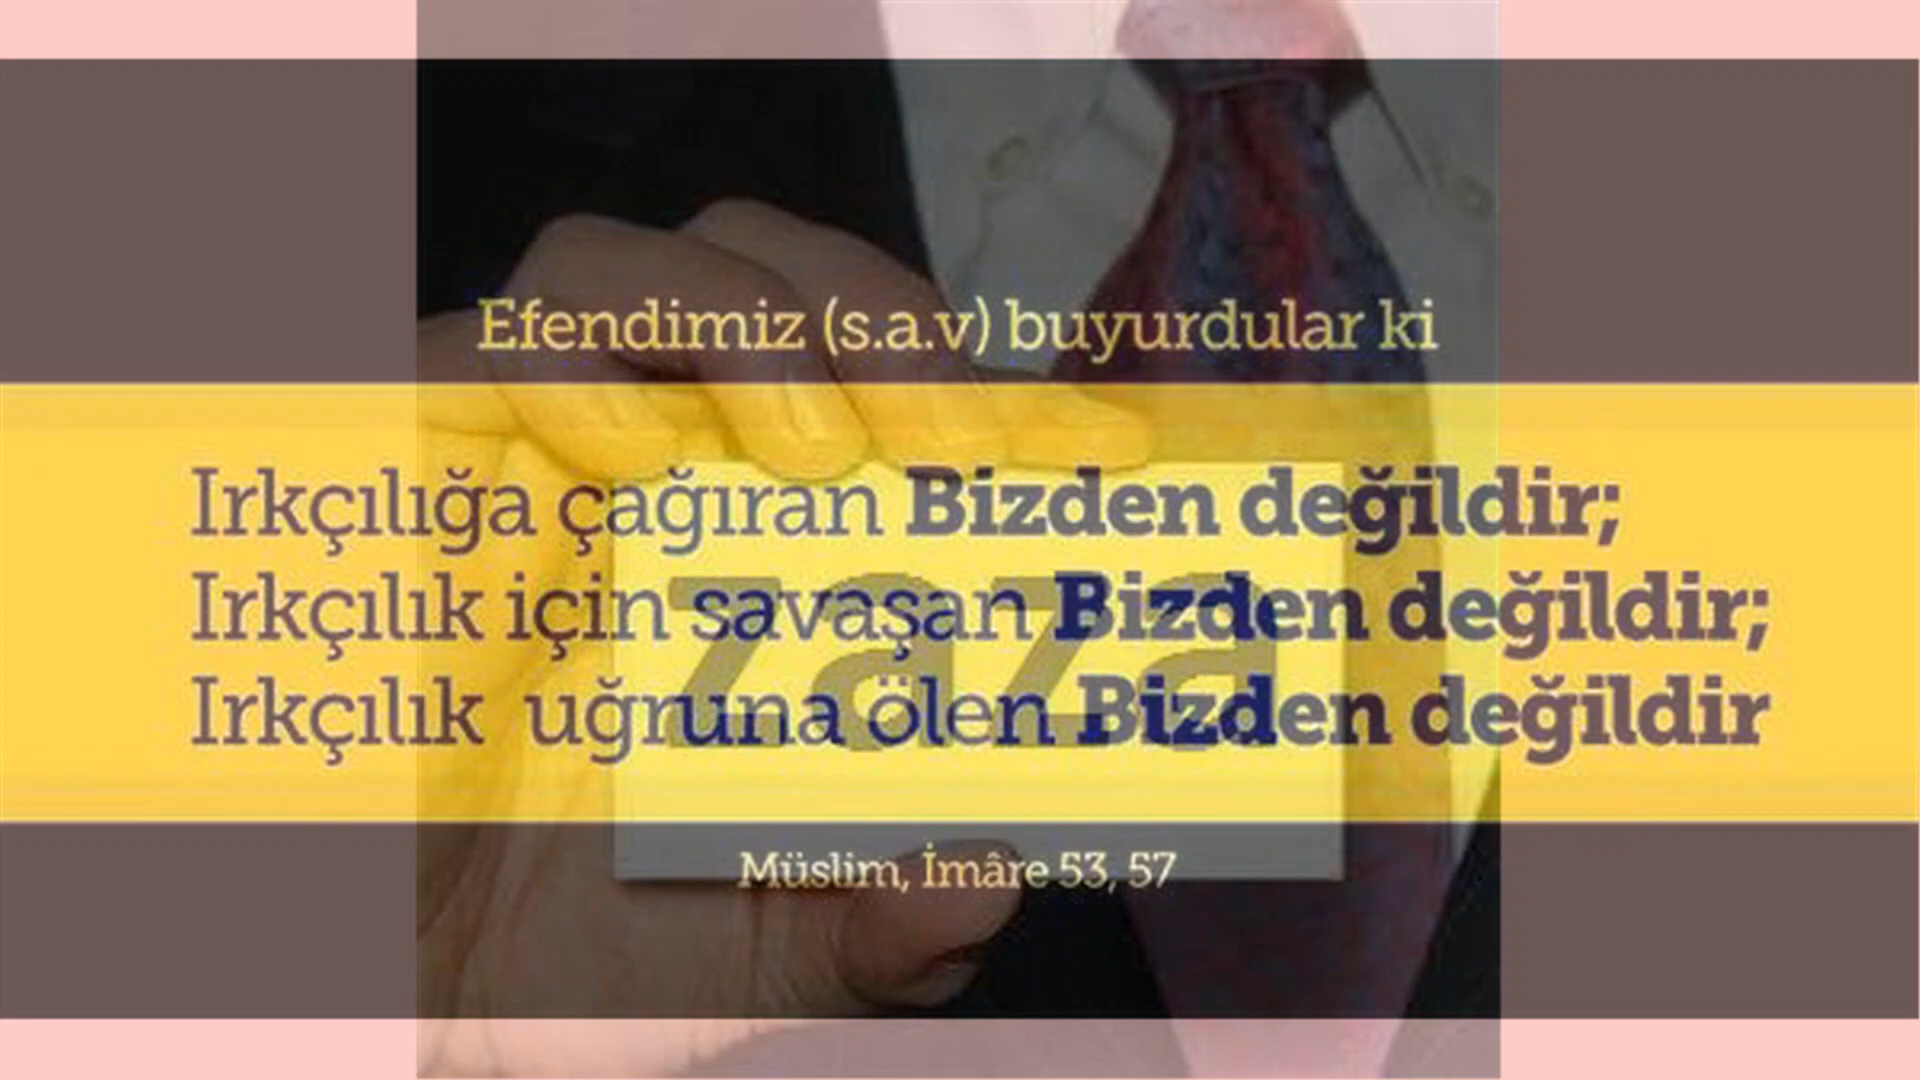 Efendimiz (s.a.v) buyurdular ki
Irkçılığa çağıran Bizden değildir;
Irkçılık için savaşan Bizden değildir;
Irkçılık uğruna ölen Bizden değildir
zaza
Müslim, İmâre 53, 57